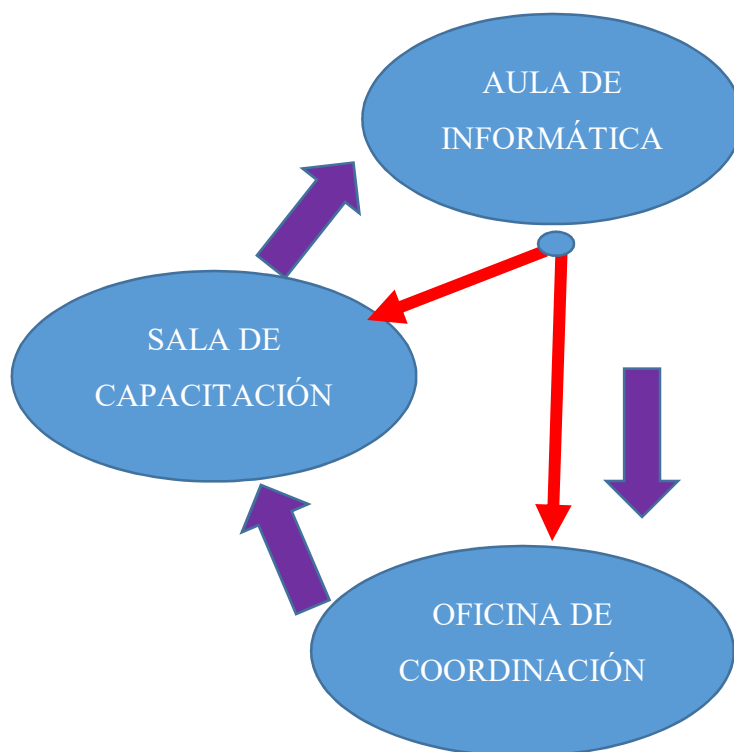 AULA DE
INFORMÁTICA
SALA DE
CAPACITACIÓN
OFICINA DE
COORDINACIÓN